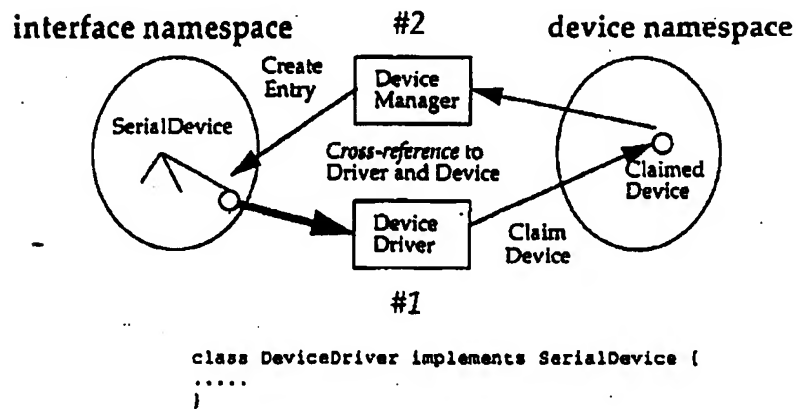 interface namespace
#2
device namespace
Create
Entry
Device
Manager
SerialDevice
Cross-reference to
Driver and Device
Claimed
Device
Device
Driver
Claim
Device
#1
class DeviceDriver implements SerialDevice {
.....
}